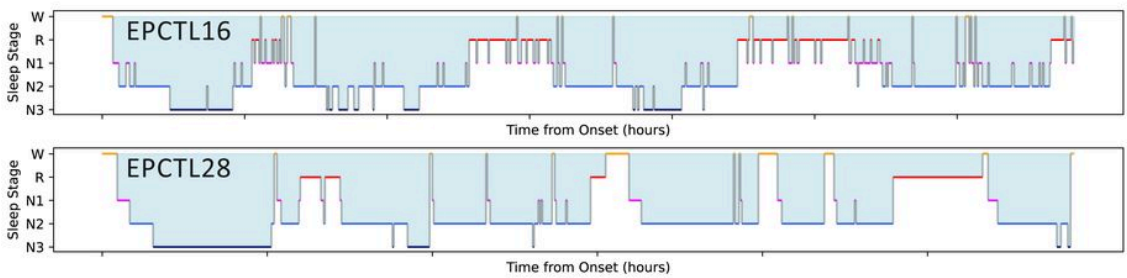 EPCTL16
Sleep Stage
W
R
N1
N2
N3
Time from Onset (hours)
EPCTL28
Sleep Stage
W
R
N1
N2
N3
Time from Onset (hours)